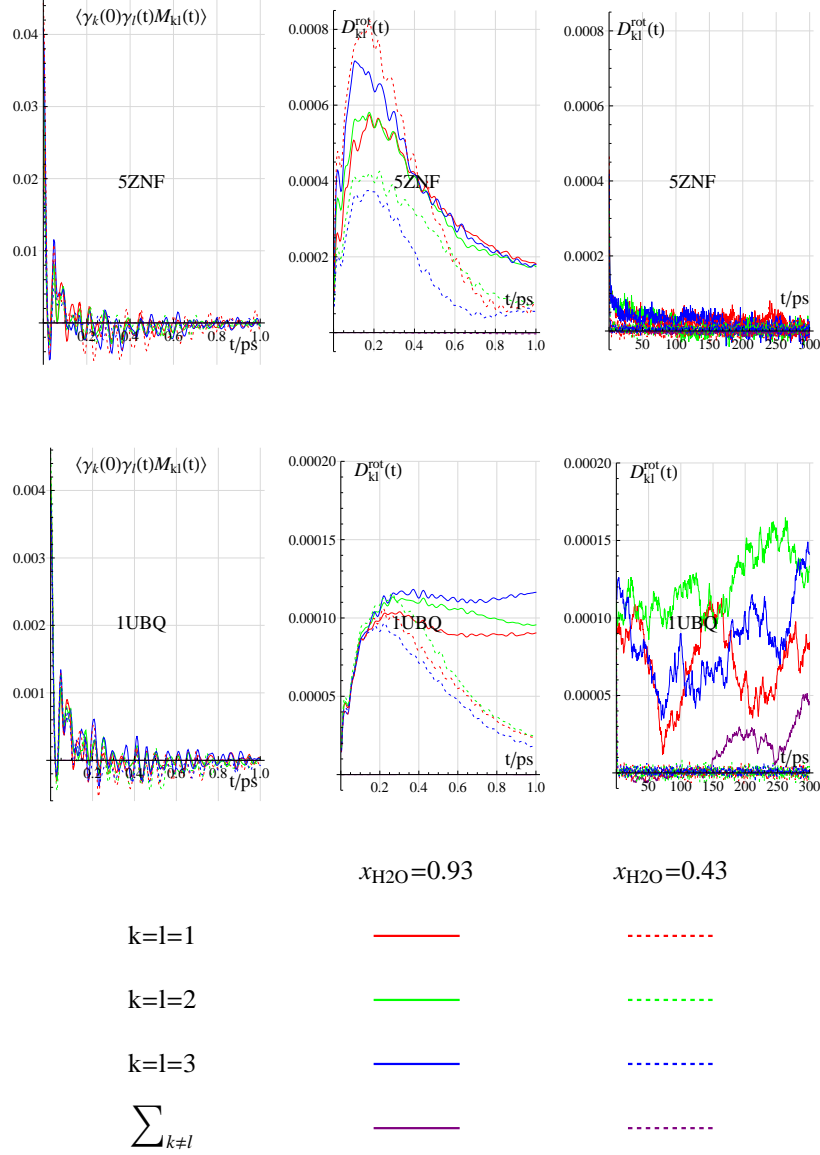 ⟨γk(0)γl(t)Mkl(t)⟩
0.04
0.03
0.02
0.01
5ZNF
0.2 0.4 0.6 0.8 1.0
t/ps
Dklrot(t)
0.0008
0.0006
0.0004
0.0002
5ZNF
t/ps
0.2 0.4 0.6 0.8 1.0
Dklrot(t)
0.0008
0.0006
0.0004
0.0002
5ZNF
t/ps
50 100 150 200 250 300
⟨γk(0)γl(t)Mkl(t)⟩
0.004
0.003
0.002
0.001
1UBQ
0.2 0.4 0.6 0.8 1.0
t/ps
0.00020
Dklrot(t)
0.00015
0.00010
0.00005
1UBQ
t/ps
0.2 0.4 0.6 0.8 1.0
0.00020
Dklrot(t)
0.00015
0.00010
0.00005
1UBQ
t/ps
50 100 150 200 250 300
xH2O=0.93 xH2O=0.43
k=l=1
k=l=2
k=l=3
∑k≠l